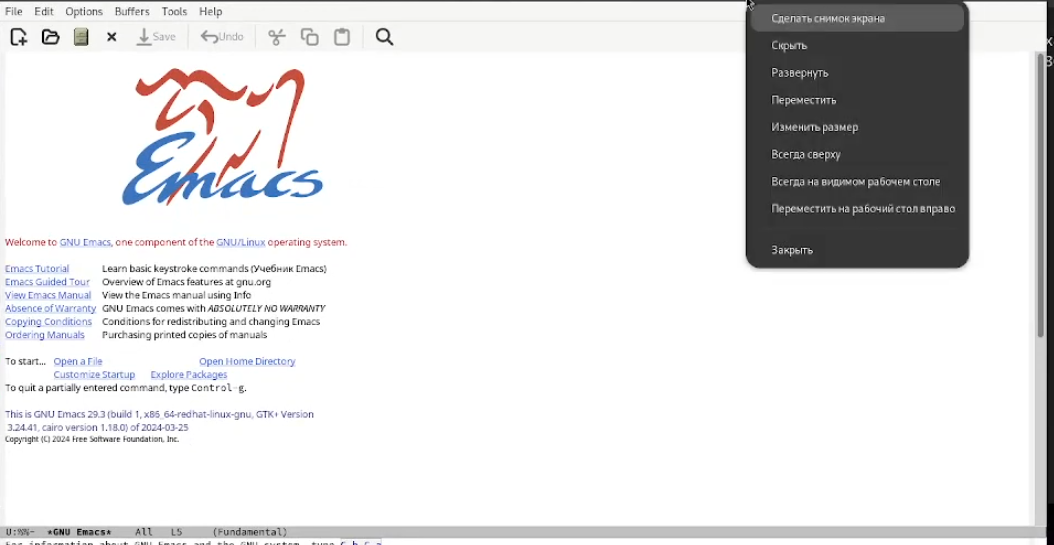 File Edit Options Buffers Tools Help
Save Undo
Emacs
Welcome to GNU Emacs, one component of the GNU/Linux operating system.
Emacs Tutorial Learn basic keystroke commands (Учебник Emacs)
Emacs Guided Tour Overview of Emacs features at gnu.org
View Emacs Manual View the Emacs manual using Info
Absence of Warranty GNU Emacs comes with ABSOLUTELY NO WARRANTY
Copying Conditions Conditions for redistributing and changing Emacs
Ordering Manuals Purchasing printed copies of manuals
To start... Open a File Open Home Directory
Customize Startup Explore Packages
To quit a partially entered command, type Control-g.
This is GNU Emacs 29.3 (build 1, x86_64-redhat-linux-gnu, GTK+ Version
3.24.41, cairo version 1.18.0) of 2024-03-25
Copyright (C) 2024 Free Software Foundation, Inc.
U:%%- *GNU Emacs* All L5 (Fundamental)
For information about GNU Emacs and the GNU system, type
Сделать снимок экрана
Скрыть
Развернуть
Переместить
Изменить размер
Всегда сверху
Всегда на видимом рабочем столе
Переместить на рабочий стол вправо
Закрыть